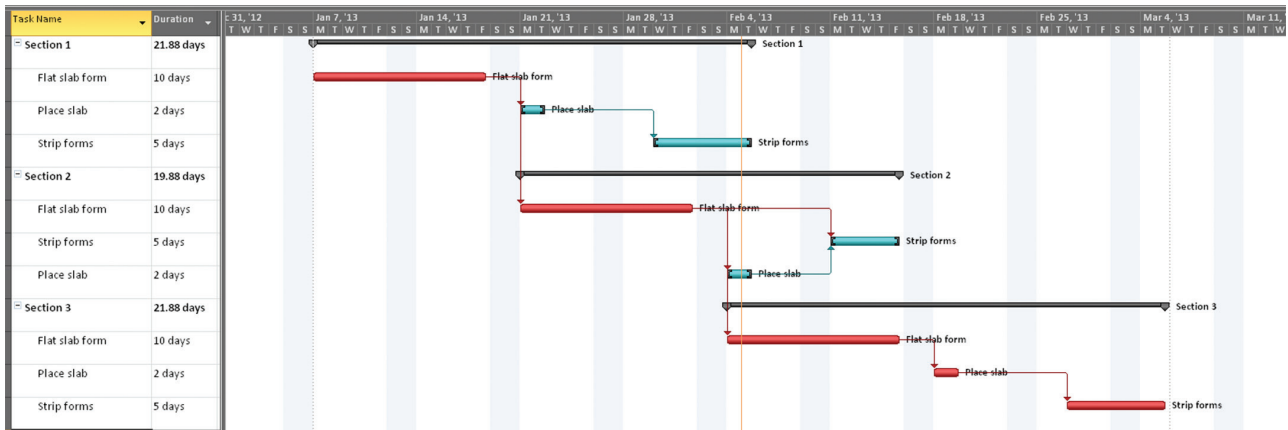 Task Name Duration c 31, '12 Jan 7, '13 Jan 14, '13 Jan 21, '13 Jan 28, '13 Feb 4, '13 Feb 11, '13 Feb 18, '13 Feb 25, '13 Mar 4, '13 Mar 11,
T W T F S S M T W T F S S M T W T F S S M T W T F S S M T W T F S S M T W T F S S M T W T F S S M T W T F S S M T W T F S S M T W T F S S M T W
Section 1 21.88 days Section 1
Flat slab form 10 days Flat slab form
Place slab 2 days Place slab
Strip forms 5 days Strip forms
Section 2 19.88 days Section 2
Flat slab form 10 days Flat slab form
Strip forms 5 days Strip forms
Place slab 2 days Place slab
Section 3 21.88 days Section 3
Flat slab form 10 days Flat slab form
Place slab 2 days Place slab
Strip forms 5 days Strip forms